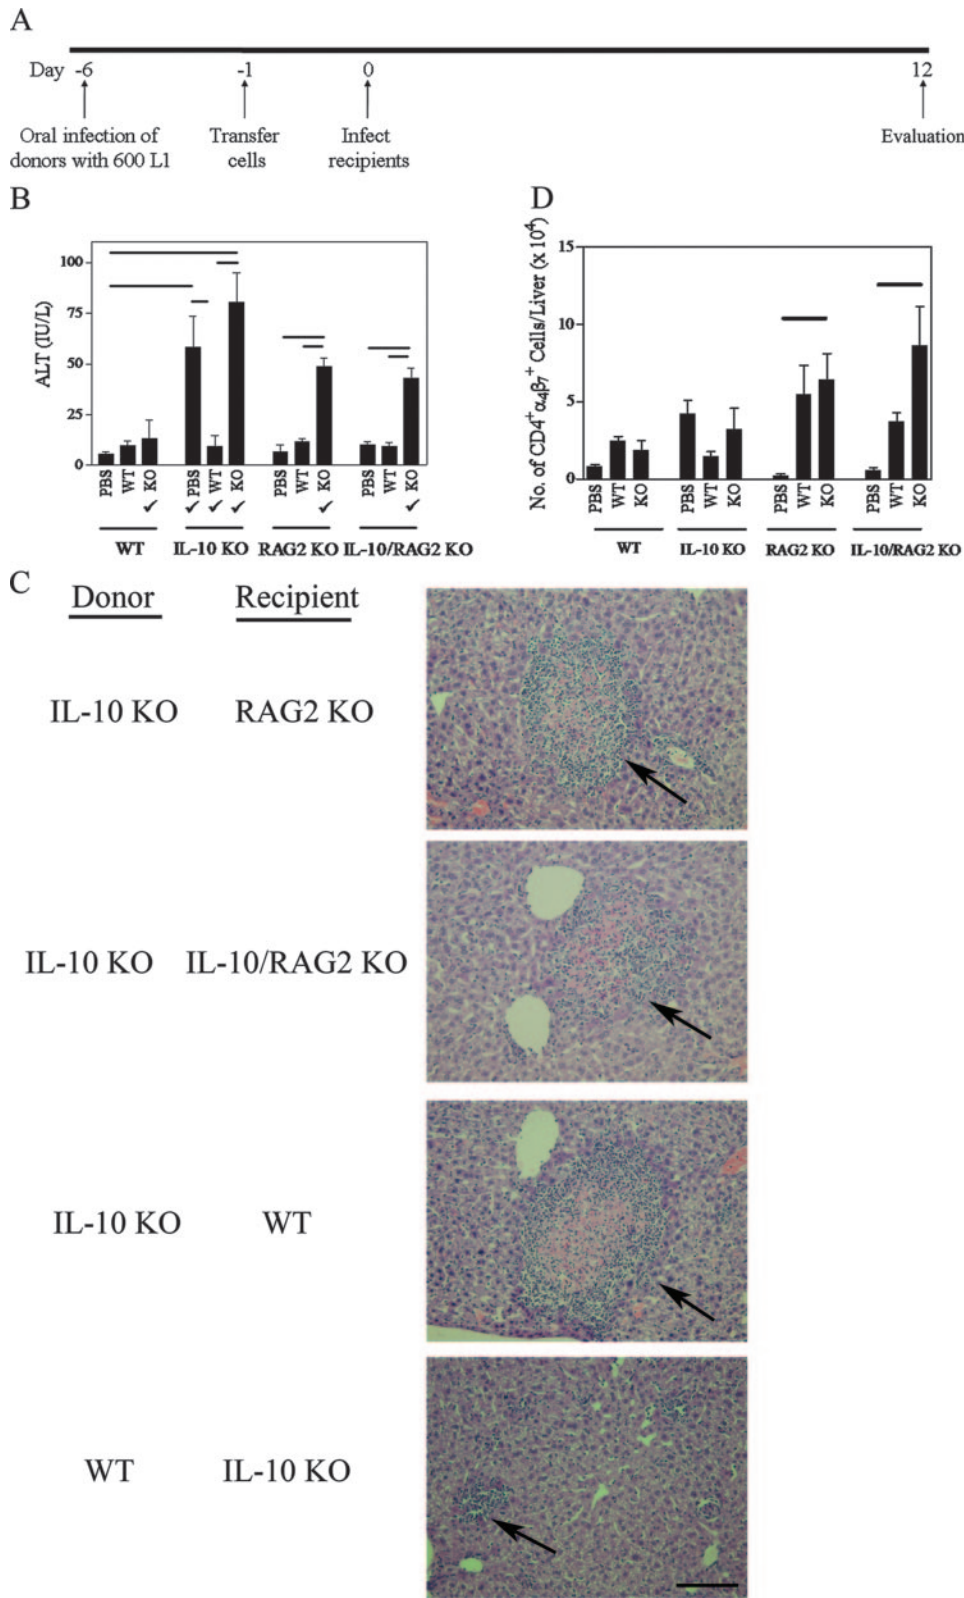 A
Day -6 -1 0 12
Oral infection of donors with 600 L1
Transfer cells
Infect recipients
Evaluation
B
ALT (IU/L)
100
75
50
25
0
PBS WT KO PBS WT KO PBS WT KO PBS WT KO
✓ ✓ ✓ ✓ ✓ ✓
WT IL-10 KO RAG2 KO IL-10/RAG2 KO
D
No. of CD4⁺α₄β₇⁺ Cells/Liver (x 10⁴)
15
10
5
0
PBS WT KO PBS WT KO PBS WT KO PBS WT KO
WT IL-10 KO RAG2 KO IL-10/RAG2 KO
C
Donor Recipient
IL-10 KO RAG2 KO
IL-10 KO IL-10/RAG2 KO
IL-10 KO WT
WT IL-10 KO